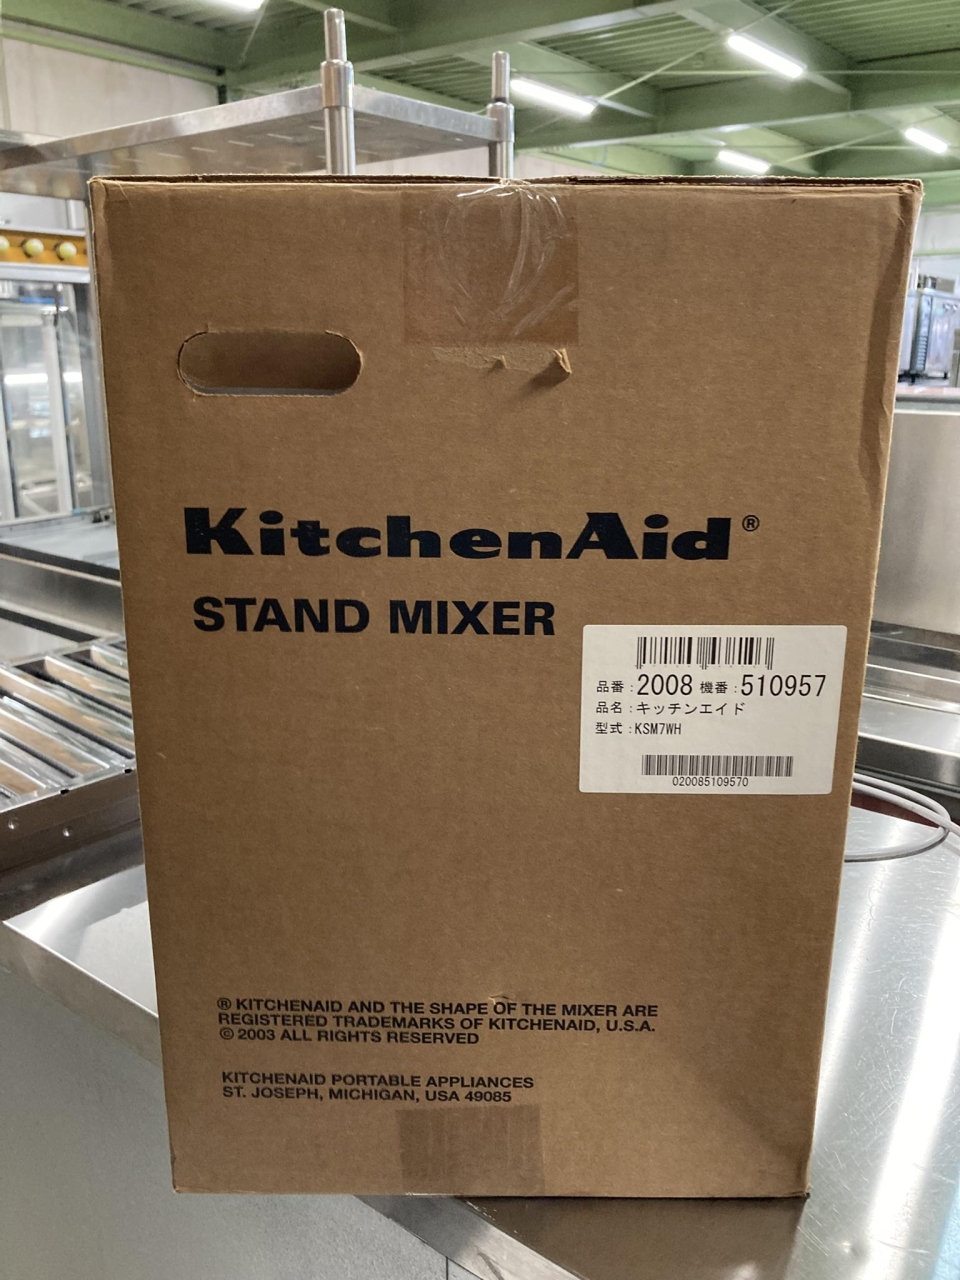 KitchenAid®
STAND MIXER
品番：2008 機番：510957
品名：キッチンエイド
型式：KSM7WH
020085109570
® KITCHENAID AND THE SHAPE OF THE MIXER ARE
REGISTERED TRADEMARKS OF KITCHENAID, U.S.A.
© 2003 ALL RIGHTS RESERVED
KITCHENAID PORTABLE APPLIANCES
ST. JOSEPH, MICHIGAN, USA 49085